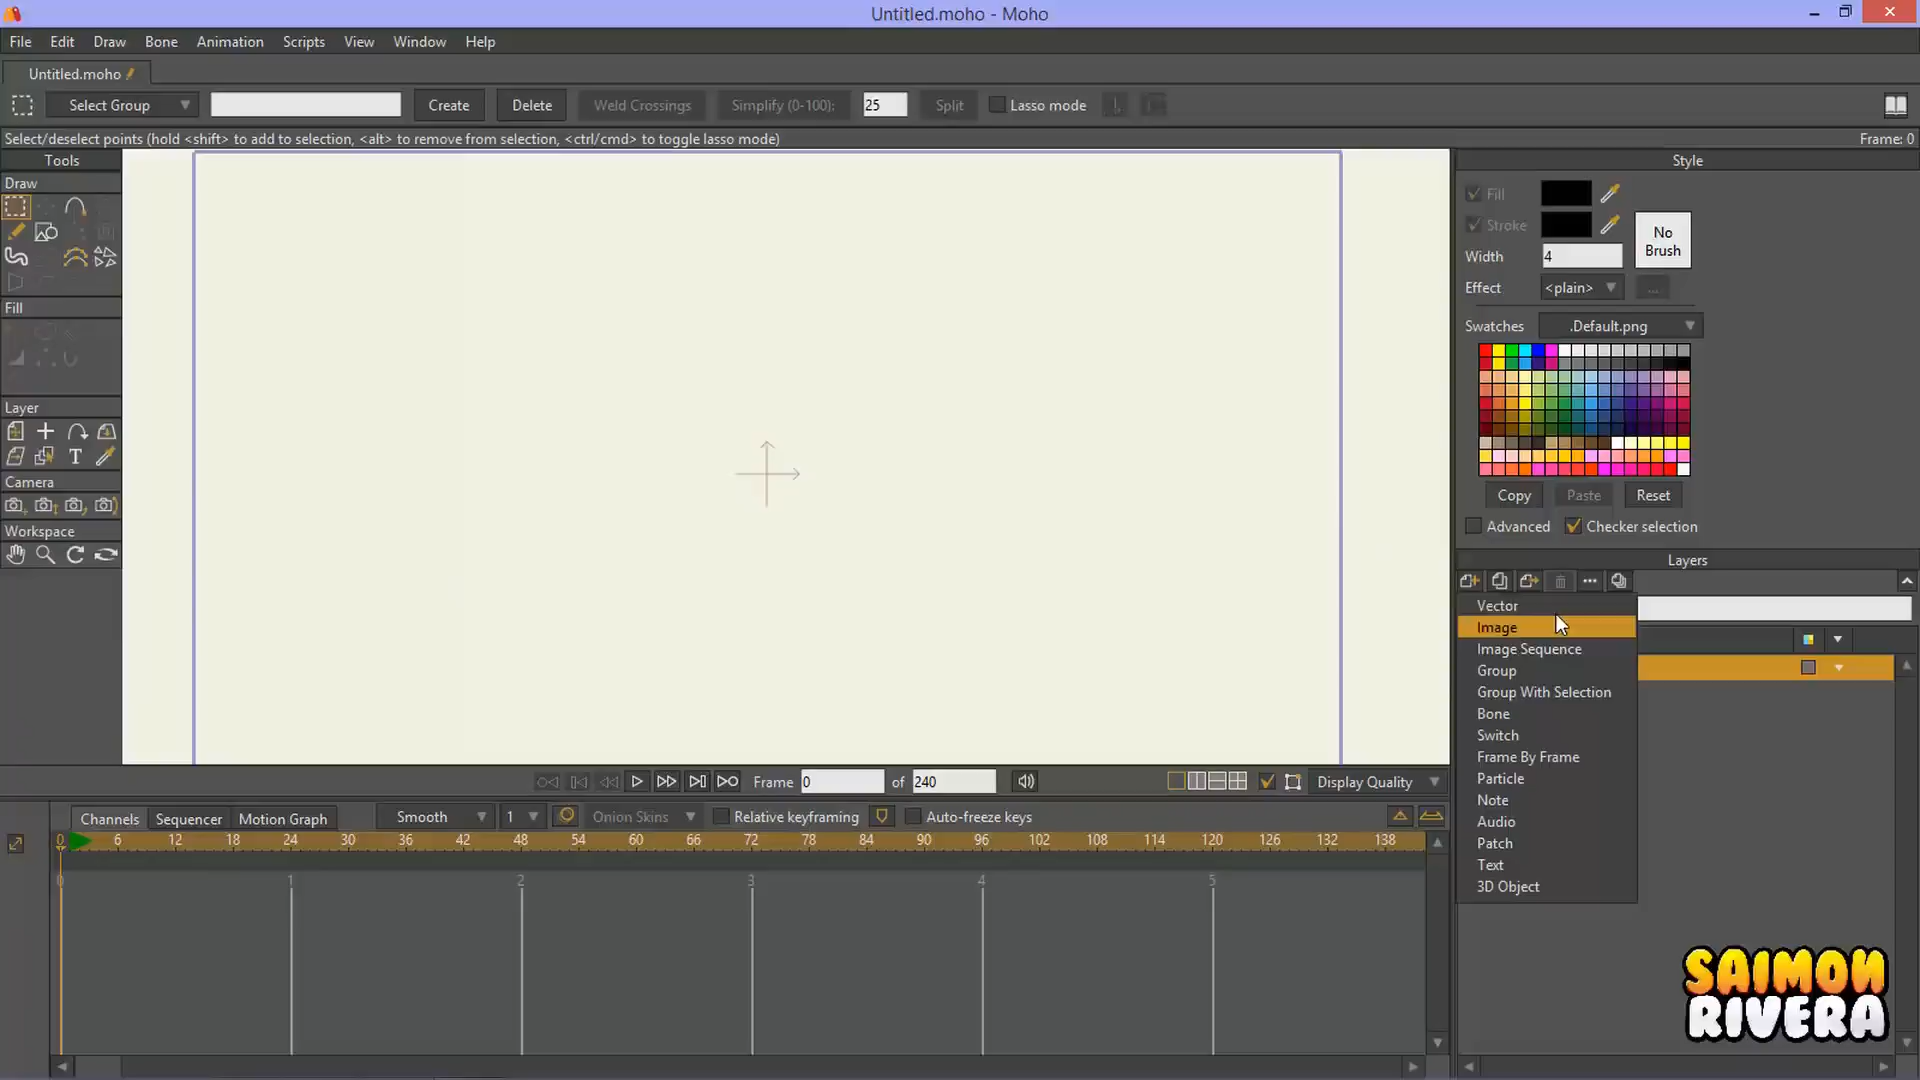 Untitled.moho - Moho
File Edit Draw Bone Animation Scripts View Window Help
Untitled.moho
Select Group Create Delete Weld Crossings Simplify (0-100): 25 Split Lasso mode
Select/deselect points (hold <shift> to add to selection, <alt> to remove from selection, <ctrl/cmd> to toggle lasso mode) Frame: 0
Tools
Draw
Fill
Layer
T
Camera
Workspace
Style
Fill
Stroke
No
Brush
Width 4
Effect <plain> ...
Swatches .Default.png
Copy Paste Reset
Advanced Checker selection
Layers
Vector
Image
Image Sequence
Group
Group With Selection
Bone
Switch
Frame By Frame
Particle
Note
Audio
Patch
Text
3D Object
Frame 0 of 240 Display Quality
Channels Sequencer Motion Graph Smooth 1 Onion Skins Relative keyframing Auto-freeze keys
0 6 12 18 24 30 36 42 48 54 60 66 72 78 84 90 96 102 108 114 120 126 132 138
0 1 2 3 4 5
SAIMON
RIVERA